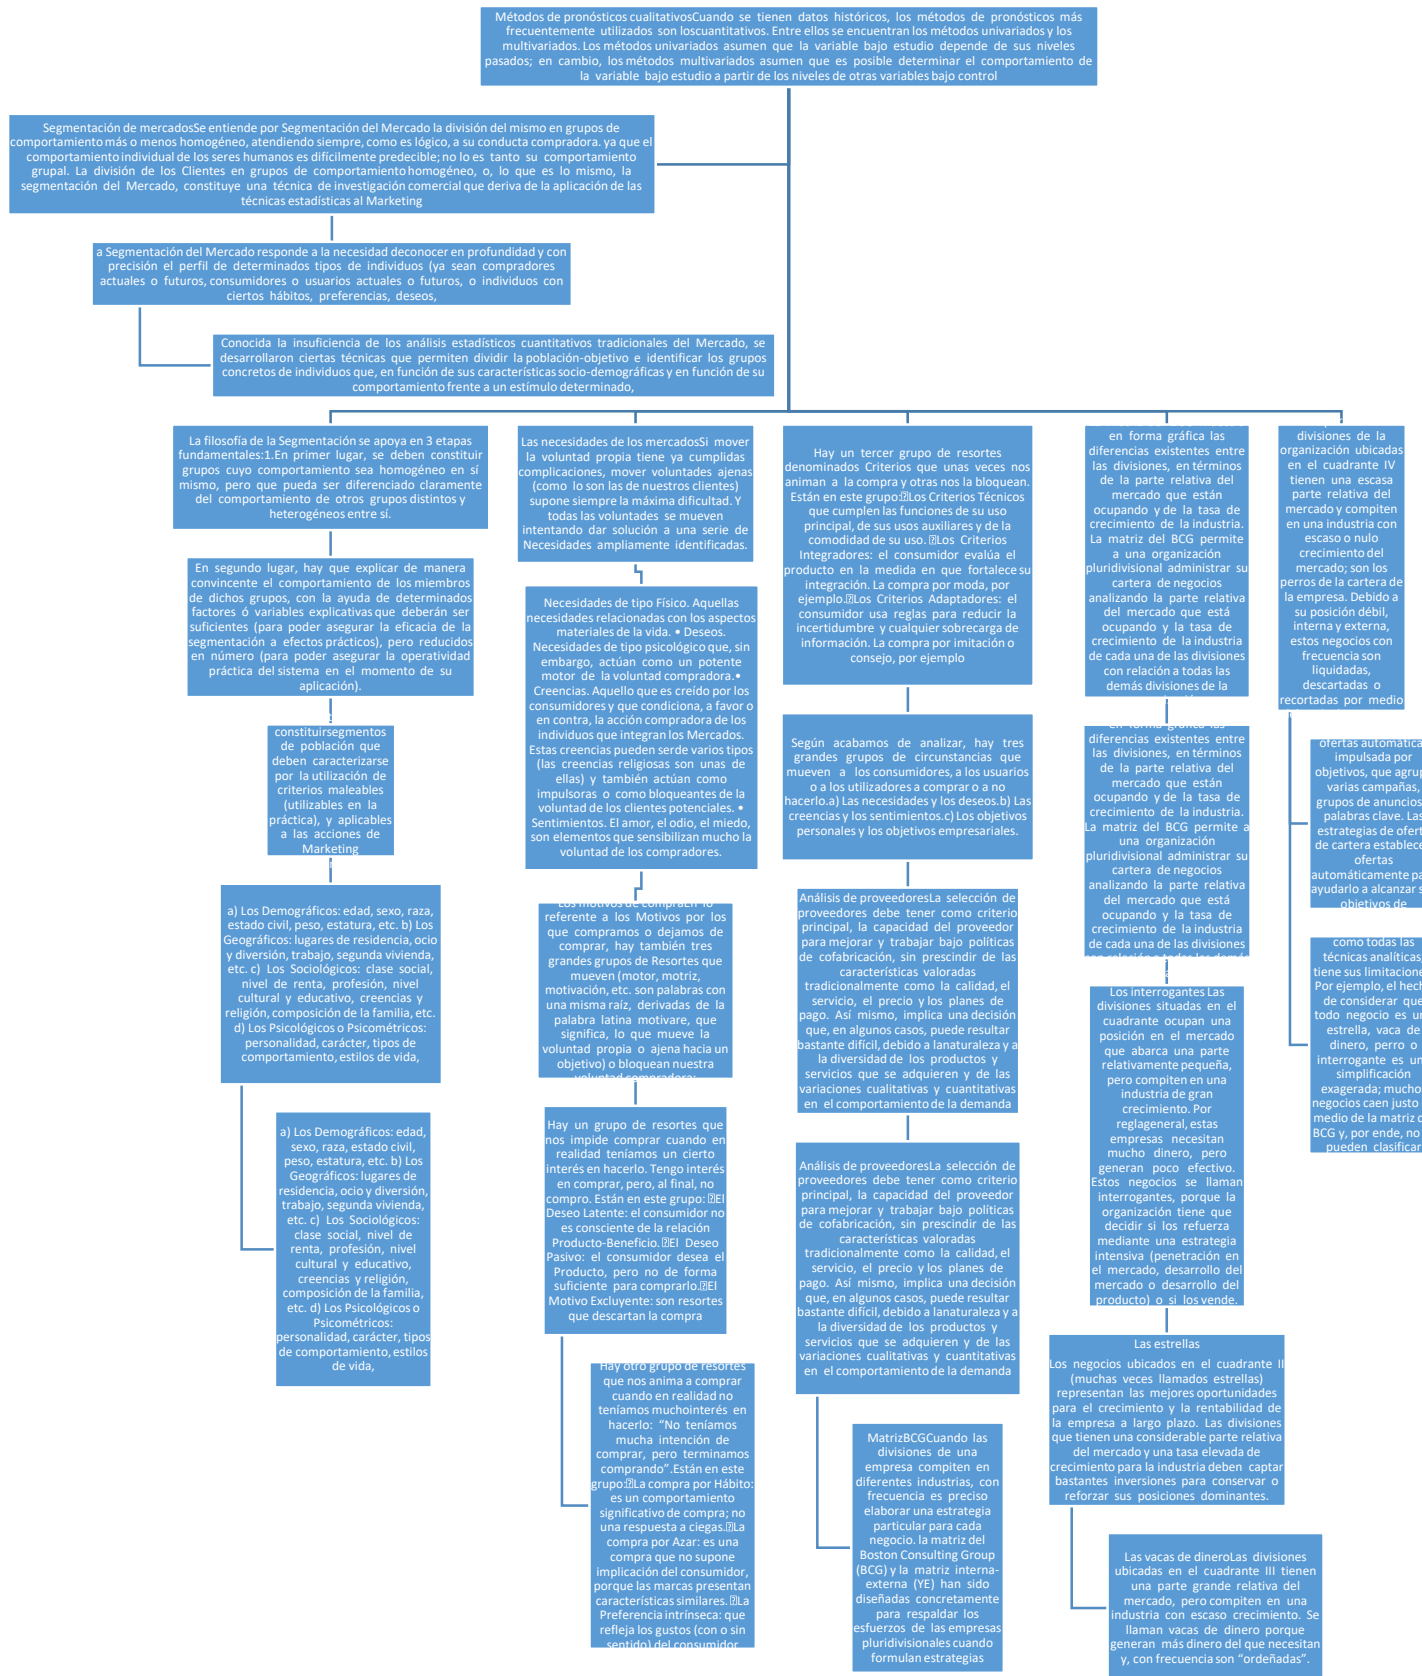 Métodos de pronósticos cualitativosCuando se tienen datos históricos, los métodos de pronósticos más
frecuentemente utilizados son loscuantitativos. Entre ellos se encuentran los métodos univariados y los
multivariados. Los métodos univariados asumen que la variable bajo estudio depende de sus niveles
pasados; en cambio, los métodos multivariados asumen que es posible determinar el comportamiento de
la variable bajo estudio a partir de los niveles de otras variables bajo control
Segmentación de mercadosSe entiende por Segmentación del Mercado la división del mismo en grupos de
comportamiento más o menos homogéneo, atendiendo siempre, como es lógico, a su conducta compradora. ya que el
comportamiento individual de los seres humanos es difícilmente predecible; no lo es tanto su comportamiento
grupal. La división de los Clientes en grupos de comportamiento homogéneo, o, lo que es lo mismo, la
segmentación del Mercado, constituye una técnica de investigación comercial que deriva de la aplicación de las
técnicas estadísticas al Marketing
a Segmentación del Mercado responde a la necesidad deconocer en profundidad y con
precisión el perfil de determinados tipos de individuos (ya sean compradores
actuales o futuros, consumidores o usuarios actuales o futuros, o individuos con
ciertos hábitos, preferencias, deseos,
Conocida la insuficiencia de los análisis estadísticos cuantitativos tradicionales del Mercado, se
desarrollaron ciertas técnicas que permiten dividir la población-objetivo e identificar los grupos
concretos de individuos que, en función de sus características socio-demográficas y en función de su
comportamiento frente a un estímulo determinado,
La filosofía de la Segmentación se apoya en 3 etapas
fundamentales:1.En primer lugar, se deben constituir
grupos cuyo comportamiento sea homogéneo en sí
mismo, pero que pueda ser diferenciado claramente
del comportamiento de otros grupos distintos y
heterogéneos entre sí.
En segundo lugar, hay que explicar de manera
convincente el comportamiento de los miembros
de dichos grupos, con la ayuda de determinados
factores ó variables explicativas que deberán ser
suficientes (para poder asegurar la eficacia de la
segmentación a efectos prácticos), pero reducidos
en número (para poder asegurar la operatividad
práctica del sistema en el momento de su
aplicación).
constituirsegmentos
de población que
deben caracterizarse
por la utilización de
criterios maleables
(utilizables en la
práctica), y aplicables
a las acciones de
Marketing
a) Los Demográficos: edad, sexo, raza,
estado civil, peso, estatura, etc. b) Los
Geográficos: lugares de residencia, ocio
y diversión, trabajo, segunda vivienda,
etc. c) Los Sociológicos: clase social,
nivel de renta, profesión, nivel
cultural y educativo, creencias y
religión, composición de la familia, etc.
d) Los Psicológicos o Psicométricos:
personalidad, carácter, tipos de
comportamiento, estilos de vida,
a) Los Demográficos: edad,
sexo, raza, estado civil,
peso, estatura, etc. b) Los
Geográficos: lugares de
residencia, ocio y diversión,
trabajo, segunda vivienda,
etc. c) Los Sociológicos:
clase social, nivel de
renta, profesión, nivel
cultural y educativo,
creencias y religión,
composición de la familia,
etc. d) Los Psicológicos o
Psicométricos:
personalidad, carácter, tipos
de comportamiento, estilos
de vida,
Las necesidades de los mercadosSi mover
la voluntad propia tiene ya cumplidas
complicaciones, mover voluntades ajenas
(como lo son las de nuestros clientes)
supone siempre la máxima dificultad. Y
todas las voluntades se mueven
intentando dar solución a una serie de
Necesidades ampliamente identificadas.
Necesidades de tipo Físico. Aquellas
necesidades relacionadas con los aspectos
materiales de la vida. • Deseos.
Necesidades de tipo psicológico que, sin
embargo, actúan como un potente
motor de la voluntad compradora.•
Creencias. Aquello que es creído por los
consumidores y que condiciona, a favor o
en contra, la acción compradora de los
individuos que integran los Mercados.
Estas creencias pueden serde varios tipos
(las creencias religiosas son unas de
ellas) y también actúan como
impulsoras o como bloqueantes de la
voluntad de los clientes potenciales. •
Sentimientos. El amor, el odio, el miedo,
son elementos que sensibilizan mucho la
voluntad de los compradores.
Los motivos de compraEn lo
referente a los Motivos por los
que compramos o dejamos de
comprar, hay también tres
grandes grupos de Resortes que
mueven (motor, motriz,
motivación, etc. son palabras con
una misma raíz, derivadas de la
palabra latina motivare, que
significa, lo que mueve la
voluntad propia o ajena hacia un
objetivo) o bloquean nuestra
voluntad compradora:
Hay un grupo de resortes que
nos impide comprar cuando en
realidad teníamos un cierto
interés en hacerlo. Tengo interés
en comprar, pero, al final, no
compro. Están en este grupo: El
Deseo Latente: el consumidor no
es consciente de la relación
Producto-Beneficio. El Deseo
Pasivo: el consumidor desea el
Producto, pero no de forma
suficiente para comprarlo.El
Motivo Excluyente: son resortes
que descartan la compra
Hay otro grupo de resortes
que nos anima a comprar
cuando en realidad no
teníamos muchointerés en
hacerlo: “No teníamos
mucha intención de
comprar, pero terminamos
comprando”.Están en este
grupo:La compra por Hábito:
es un comportamiento
significativo de compra; no
una respuesta a ciegas.La
compra por Azar: es una
compra que no supone
implicación del consumidor,
porque las marcas presentan
características similares. La
Preferencia intrínseca: que
refleja los gustos (con o sin
sentido) del consumidor
Hay un tercer grupo de resortes
denominados Criterios que unas veces nos
animan a la compra y otras nos la bloquean.
Están en este grupo:Los Criterios Técnicos
que cumplen las funciones de su uso
principal, de sus usos auxiliares y de la
comodidad de su uso. Los Criterios
Integradores: el consumidor evalúa el
producto en la medida en que fortalece su
integración. La compra por moda, por
ejemplo.Los Criterios Adaptadores: el
consumidor usa reglas para reducir la
incertidumbre y cualquier sobrecarga de
información. La compra por imitación o
consejo, por ejemplo
Según acabamos de analizar, hay tres
grandes grupos de circunstancias que
mueven a los consumidores, a los usuarios
o a los utilizadores a comprar o a no
hacerlo.a) Las necesidades y los deseos.b) Las
creencias y los sentimientos.c) Los objetivos
personales y los objetivos empresariales.
Análisis de proveedoresLa selección de
proveedores debe tener como criterio
principal, la capacidad del proveedor
para mejorar y trabajar bajo políticas
de cofabricación, sin prescindir de las
características valoradas
tradicionalmente como la calidad, el
servicio, el precio y los planes de
pago. Así mismo, implica una decisión
que, en algunos casos, puede resultar
bastante difícil, debido a lanaturaleza y a
la diversidad de los productos y
servicios que se adquieren y de las
variaciones cualitativas y cuantitativas
en el comportamiento de la demanda
Análisis de proveedoresLa selección de
proveedores debe tener como criterio
principal, la capacidad del proveedor
para mejorar y trabajar bajo políticas
de cofabricación, sin prescindir de las
características valoradas
tradicionalmente como la calidad, el
servicio, el precio y los planes de
pago. Así mismo, implica una decisión
que, en algunos casos, puede resultar
bastante difícil, debido a lanaturaleza y a
la diversidad de los productos y
servicios que se adquieren y de las
variaciones cualitativas y cuantitativas
en el comportamiento de la demanda
MatrizBCGCuando las
divisiones de una
empresa compiten en
diferentes industrias, con
frecuencia es preciso
elaborar una estrategia
particular para cada
negocio. la matriz del
Boston Consulting Group
(BCG) y la matriz interna-
externa (YE) han sido
diseñadas concretamente
para respaldar los
esfuerzos de las empresas
pluridivisionales cuando
formulan estrategias
en forma gráfica las
diferencias existentes entre
las divisiones, en términos
de la parte relativa del
mercado que están
ocupando y de la tasa de
crecimiento de la industria.
La matriz del BCG permite
a una organización
pluridivisional administrar su
cartera de negocios
analizando la parte relativa
del mercado que está
ocupando y la tasa de
crecimiento de la industria
de cada una de las divisiones
con relación a todas las
demás divisiones de la
en forma gráfica las
diferencias existentes entre
las divisiones, en términos
de la parte relativa del
mercado que están
ocupando y de la tasa de
crecimiento de la industria.
La matriz del BCG permite a
una organización
pluridivisional administrar su
cartera de negocios
analizando la parte relativa
del mercado que está
ocupando y la tasa de
crecimiento de la industria
de cada una de las divisiones
con relación a todas las demás
Los interrogantes Las
divisiones situadas en el
cuadrante ocupan una
posición en el mercado
que abarca una parte
relativamente pequeña,
pero compiten en una
industria de gran
crecimiento. Por
reglageneral, estas
empresas necesitan
mucho dinero, pero
generan poco efectivo.
Estos negocios se llaman
interrogantes, porque la
organización tiene que
decidir si los refuerza
mediante una estrategia
intensiva (penetración en
el mercado, desarrollo del
mercado o desarrollo del
producto) o si los vende.
Las estrellas
Los negocios ubicados en el cuadrante II
(muchas veces llamados estrellas)
representan las mejores oportunidades
para el crecimiento y la rentabilidad de
la empresa a largo plazo. Las divisiones
que tienen una considerable parte relativa
del mercado y una tasa elevada de
crecimiento para la industria deben captar
bastantes inversiones para conservar o
reforzar sus posiciones dominantes.
Las vacas de dineroLas divisiones
ubicadas en el cuadrante III tienen
una parte grande relativa del
mercado, pero compiten en una
industria con escaso crecimiento. Se
llaman vacas de dinero porque
generan más dinero del que necesitan
y, con frecuencia son “ordeñadas”.
divisiones de la
organización ubicadas
en el cuadrante IV
tienen una escasa
parte relativa del
mercado y compiten
en una industria con
escaso o nulo
crecimiento del
mercado; son los
perros de la cartera de
la empresa. Debido a
su posición débil,
interna y externa,
estos negocios con
frecuencia son
liquidadas,
descartadas o
recortadas por medio
ofertas automática
impulsada por
objetivos, que agrup
varias campañas,
grupos de anuncios
palabras clave. Las
estrategias de ofert
de cartera establece
ofertas
automáticamente pa
ayudarlo a alcanzar s
objetivos de
como todas las
técnicas analíticas,
tiene sus limitacione
Por ejemplo, el hech
de considerar que
todo negocio es un
estrella, vaca de
dinero, perro o
interrogante es un
simplificación
exagerada; mucho
negocios caen justo
medio de la matriz d
BCG y, por ende, no
pueden clasificar